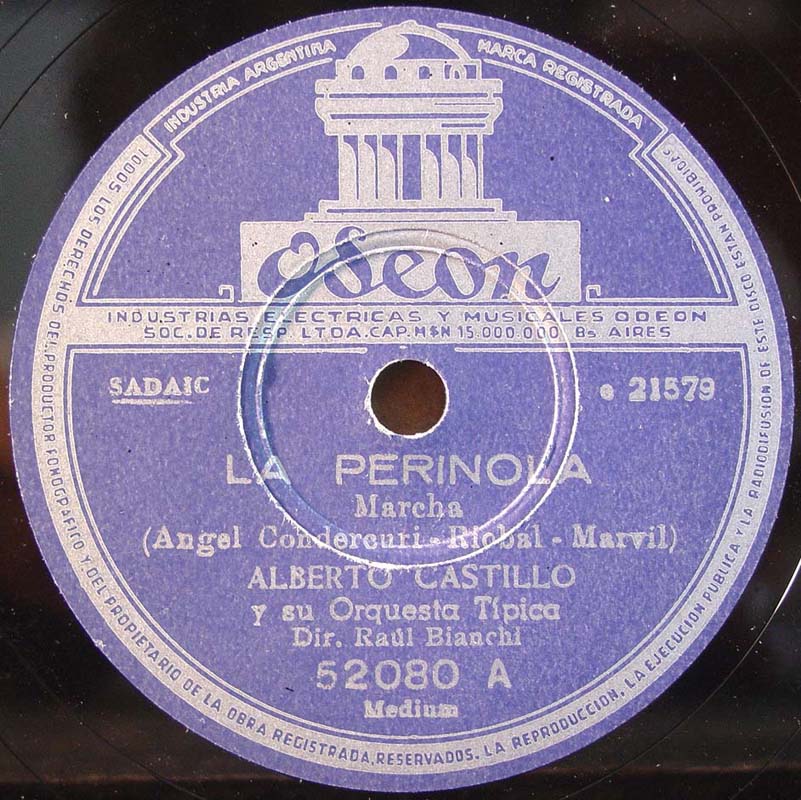 INDUSTRIA ARGENTINA
MARCA REGISTRADA
Odeon
INDUSTRIAS ELECTRICAS Y MUSICALES ODEON
SOC. DE RESP. LTDA. CAP. M$N 15.000.000 Bs AIRES
SADAIC
e 21579
LA PERINOLA
Marcha
(Angel Condercuri - Riobal - Marvil)
ALBERTO CASTILLO
y su Orquesta Típica
Dir. Raúl Bianchi
52080 A
Medium
TODOS LOS DERECHOS DEL PRODUCTOR FONOGRAFICO Y DEL PROPIETARIO DE LA OBRA REGISTRADA, RESERVADOS. LA REPRODUCCION, LA EJECUCION PUBLICA Y LA RADIODIFUSION DE ESTE DISCO ESTAN PROHIBIDAS